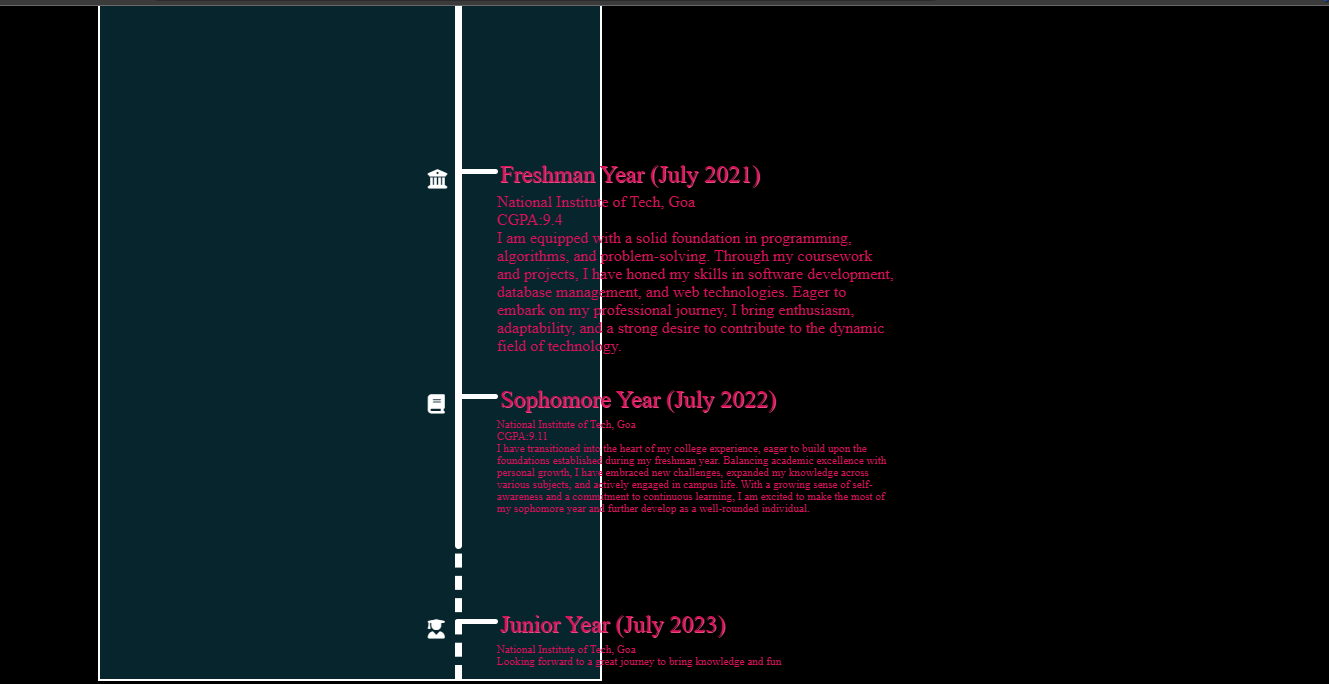 Freshman Year (July 2021)
National Institute of Tech, Goa
CGPA:9.4
I am equipped with a solid foundation in programming,
algorithms, and problem-solving. Through my coursework
and projects, I have honed my skills in software development,
database management, and web technologies. Eager to
embark on my professional journey, I bring enthusiasm,
adaptability, and a strong desire to contribute to the dynamic
field of technology.
Sophomore Year (July 2022)
National Institute of Tech, Goa
CGPA:9.11
I have transitioned into the heart of my college experience, eager to build upon the
foundations established during my freshman year. Balancing academic excellence with
personal growth, I have embraced new challenges, expanded my knowledge across
various subjects, and actively engaged in campus life. With a growing sense of self-
awareness and a commitment to continuous learning, I am excited to make the most of
my sophomore year and further develop as a well-rounded individual.
Junior Year (July 2023)
National Institute of Tech, Goa
Looking forward to a great journey to bring knowledge and fun